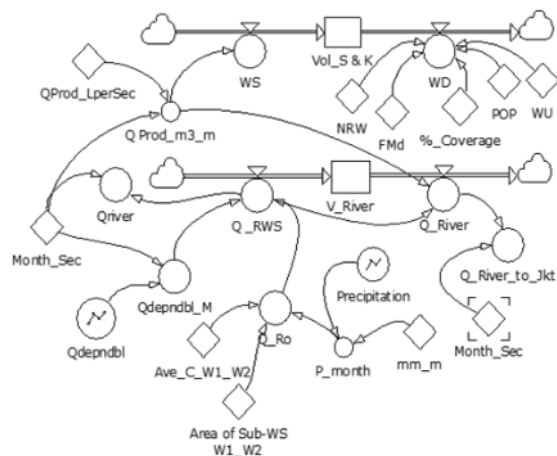 WS
Vol_S & K
WD
QProd_LperSec
NRW
FMd
%_Coverage
POP
WU
Q Prod_m3_m
Qriver
Q _RWS
V_River
Q_River
Month_Sec
Q_River_to_Jkt
Qdepndbl_M
Precipitation
Qdepndbl
Q_Ro
Ave_C_W1_W2
P_month
mm_m
Month_Sec
Area of Sub-WS
W1_W2